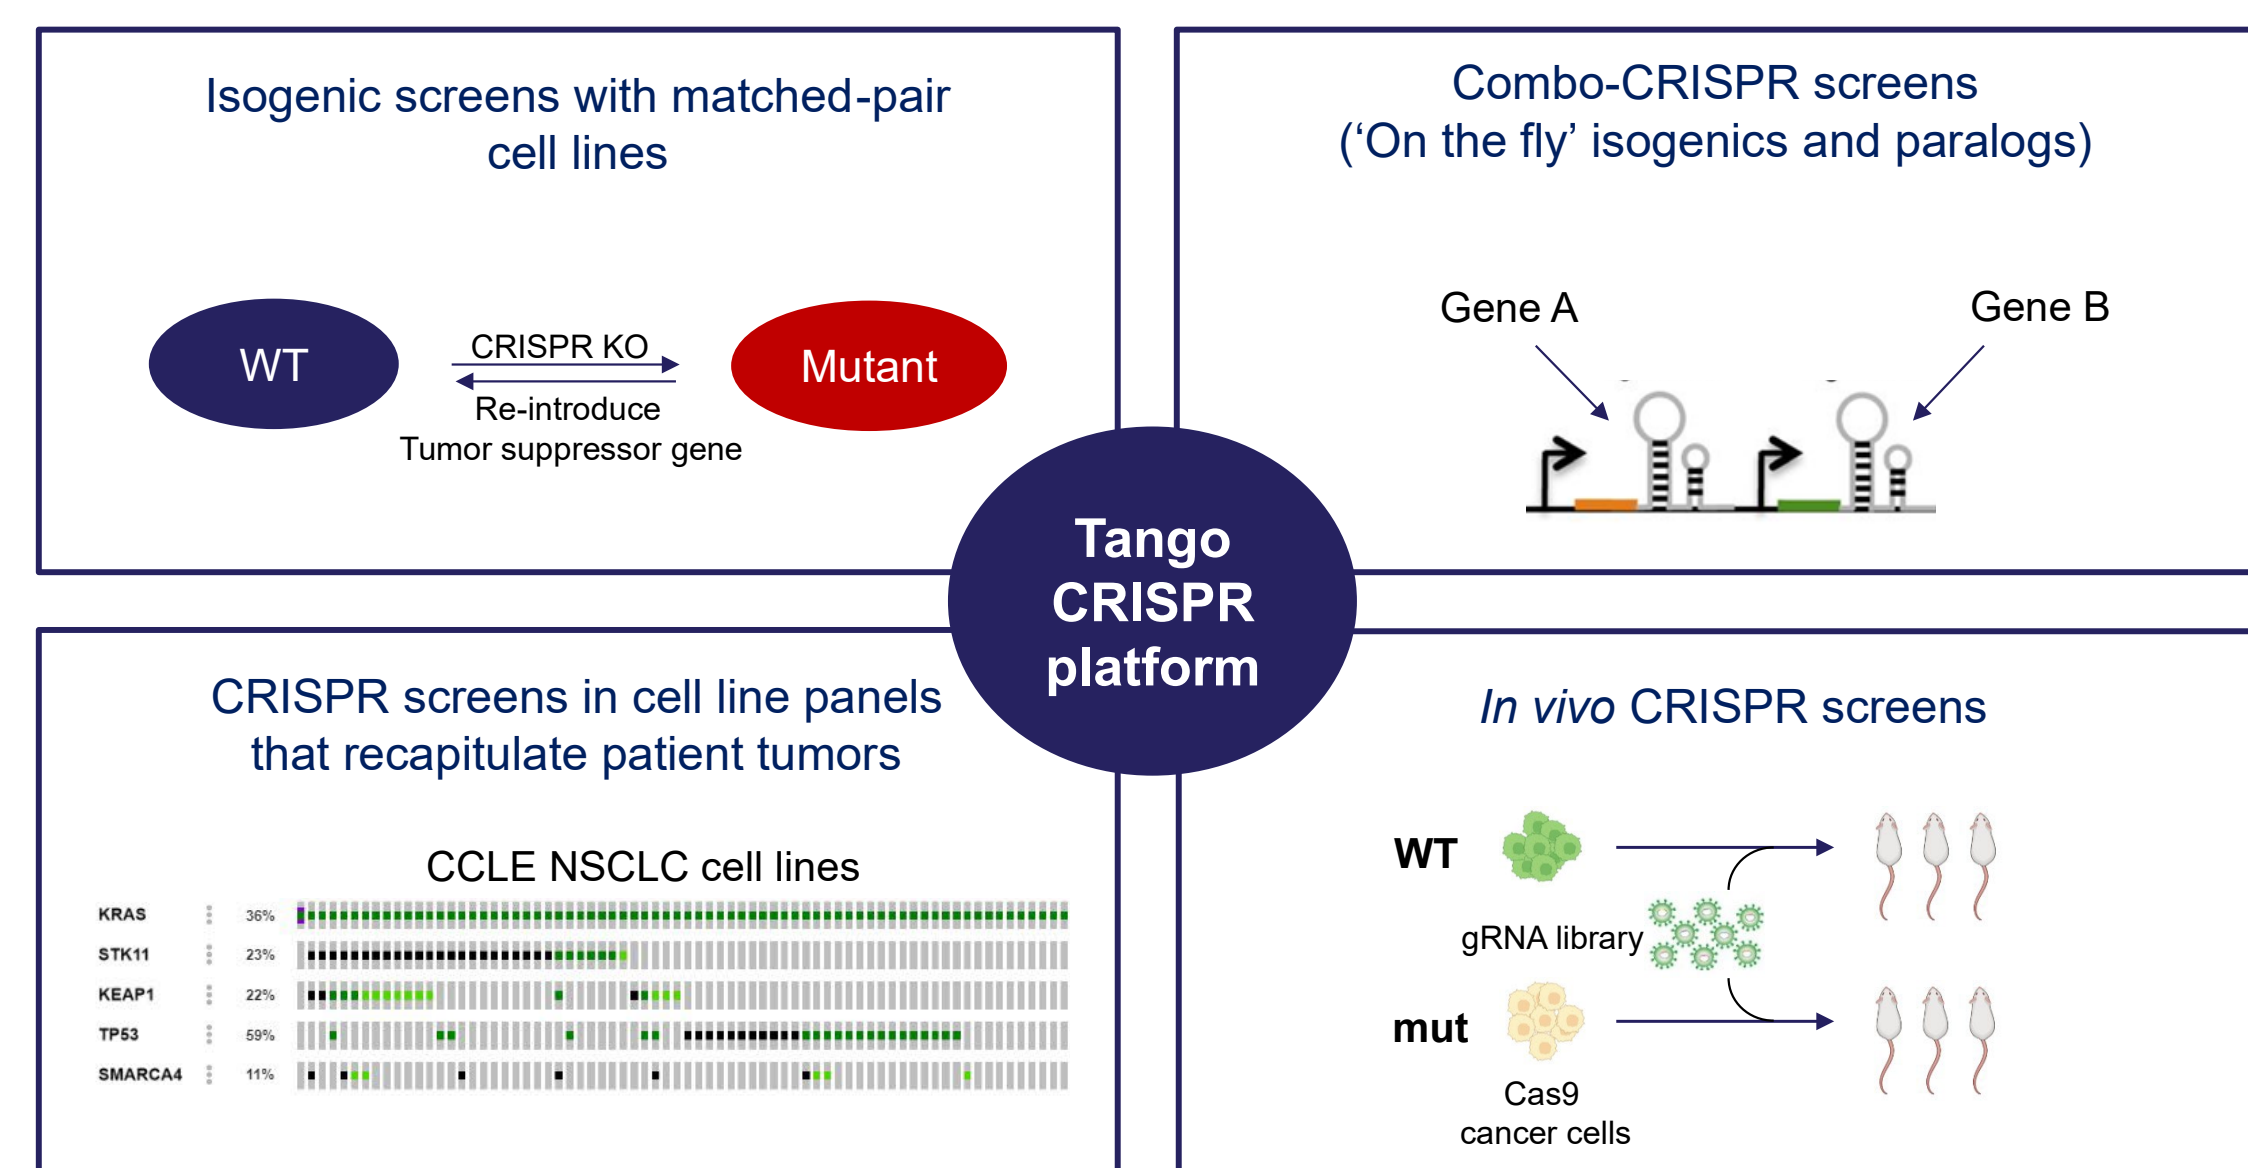 Isogenic screens with matched-pair
cell lines
WT
CRISPR KO
Re-introduce
Tumor suppressor gene
Mutant
Combo-CRISPR screens
(‘On the fly’ isogenics and paralogs)
Gene A
Gene B
Tango
CRISPR
platform
CRISPR screens in cell line panels
that recapitulate patient tumors
CCLE NSCLC cell lines
KRAS 36%
STK11 23%
KEAP1 22%
TP53 59%
SMARCA4 11%
In vivo CRISPR screens
WT
gRNA library
mut
Cas9
cancer cells